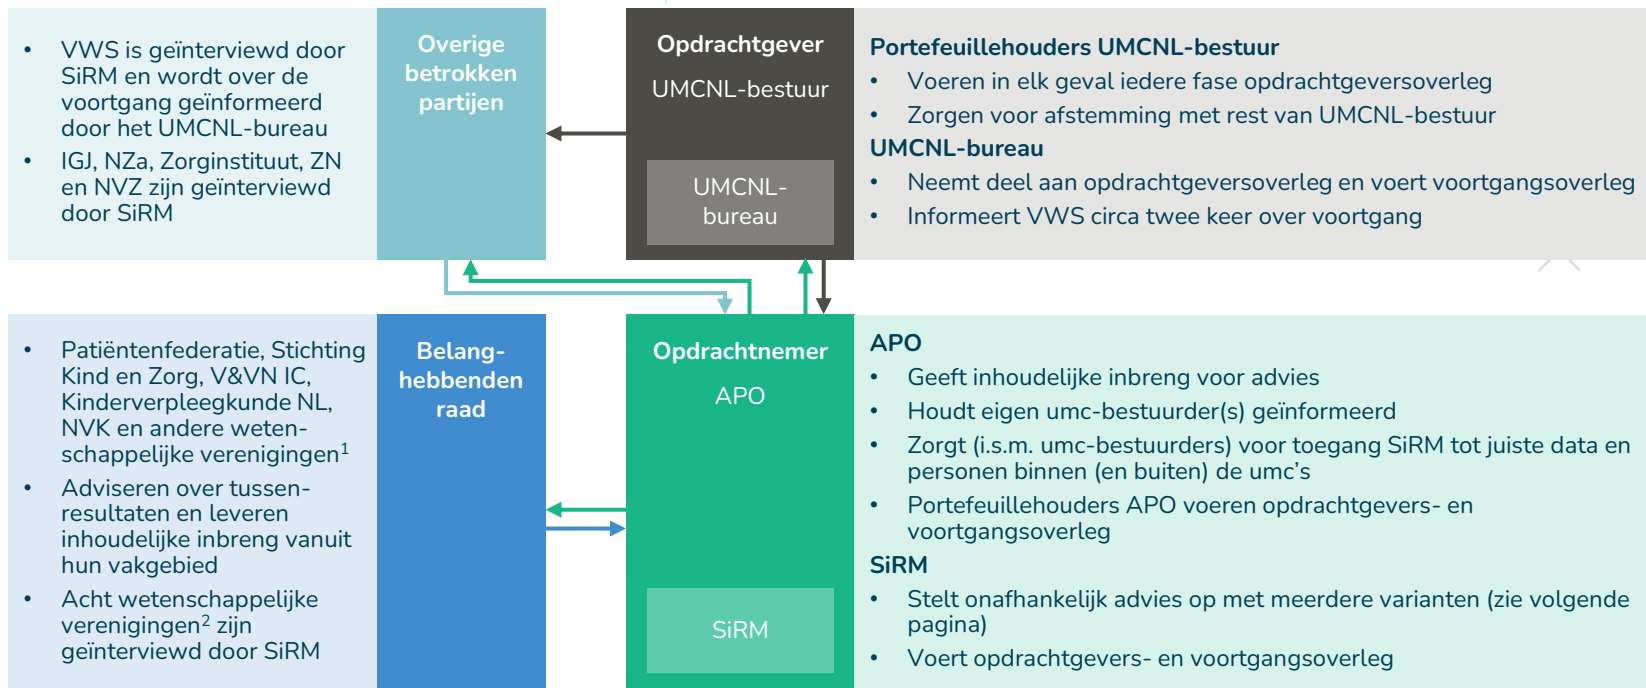 • VWS is geïnterviewd door
SiRM en wordt over de
voortgang geïnformeerd
door het UMCNL-bureau
• IGJ, NZa, Zorginstituut, ZN
en NVZ zijn geïnterviewd
door SiRM
Overige
betrokken
partijen
Opdrachtgever
UMCNL-bestuur
UMCNL-
bureau
Portefeuillehouders UMCNL-bestuur
• Voeren in elk geval iedere fase opdrachtgeversoverleg
• Zorgen voor afstemming met rest van UMCNL-bestuur
UMCNL-bureau
• Neemt deel aan opdrachtgeversoverleg en voert voortgangsoverleg
• Informeert VWS circa twee keer over voortgang
• Patiëntenfederatie, Stichting
Kind en Zorg, V&VN IC,
Kinderverpleegkunde NL,
NVK en andere weten-
schappelijke verenigingen¹
• Adviseren over tussen-
resultaten en leveren
inhoudelijke inbreng vanuit
hun vakgebied
• Acht wetenschappelijke
verenigingen² zijn
geïnterviewd door SiRM
Belang-
hebbenden
raad
Opdrachtnemer
APO
SiRM
APO
• Geeft inhoudelijke inbreng voor advies
• Houdt eigen umc-bestuurder(s) geïnformeerd
• Zorgt (i.s.m. umc-bestuurders) voor toegang SiRM tot juiste data en
personen binnen (en buiten) de umc’s
• Portefeuillehouders APO voeren opdrachtgevers- en
voortgangsoverleg
SiRM
• Stelt onafhankelijk advies op met meerdere varianten (zie volgende
pagina)
• Voert opdrachtgevers- en voortgangsoverleg